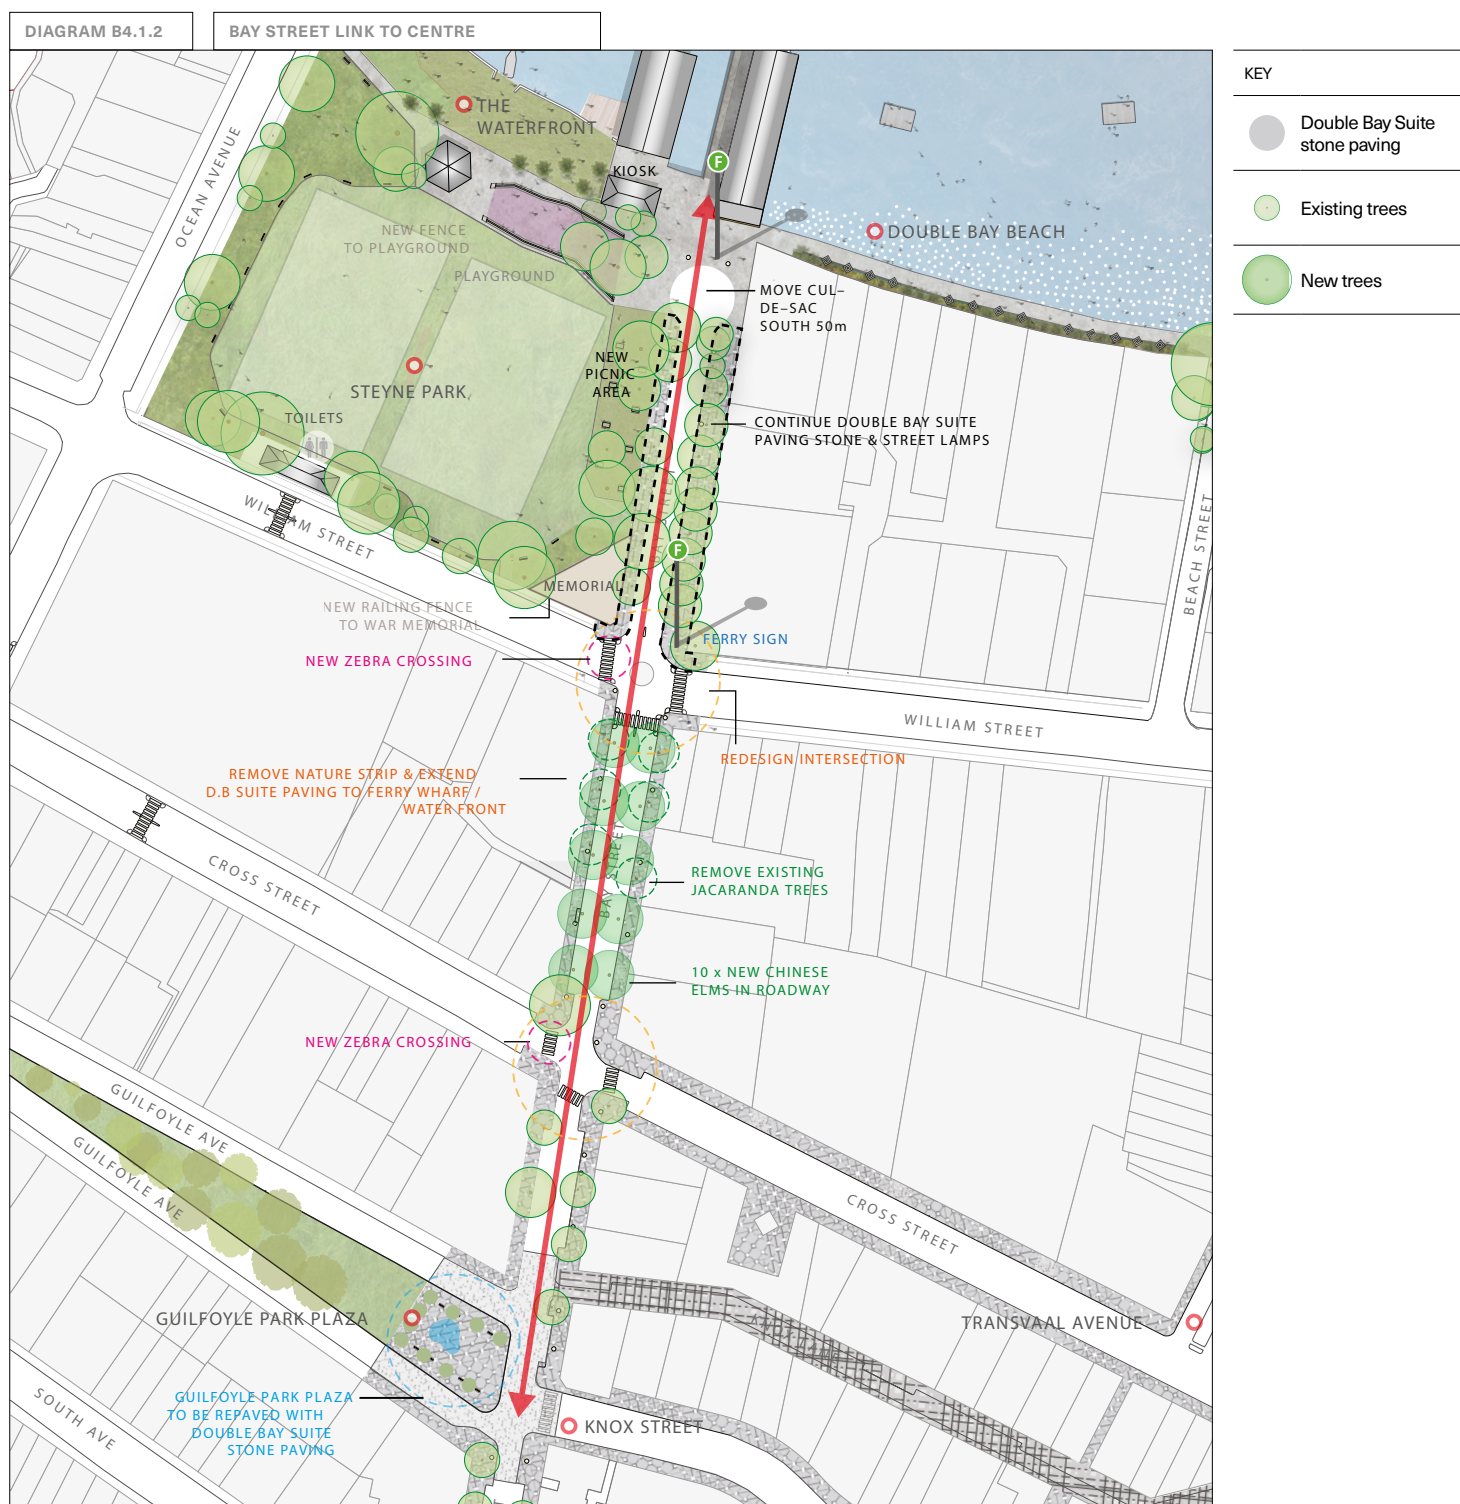 DIAGRAM B4.1.2
BAY STREET LINK TO CENTRE
KEY
Double Bay Suite
stone paving
Existing trees
New trees
THE
WATERFRONT
OCEAN AVENUE
KIOSK
F
NEW FENCE
TO PLAYGROUND
PLAYGROUND
DOUBLE BAY BEACH
MOVE CUL-
DE-SAC
SOUTH 50m
NEW
PICNIC
AREA
STEYNE PARK
TOILETS
CONTINUE DOUBLE BAY SUITE
PAVING STONE & STREET LAMPS
WILLIAM STREET
BEACH STREET
F
MEMORIAL
NEW RAILING FENCE
TO WAR MEMORIAL
FERRY SIGN
NEW ZEBRA CROSSING
WILLIAM STREET
REDESIGN INTERSECTION
REMOVE NATURE STRIP & EXTEND
D.B SUITE PAVING TO FERRY WHARF /
WATER FRONT
BAY STREET
CROSS STREET
REMOVE EXISTING
JACARANDA TREES
10 x NEW CHINESE
ELMS IN ROADWAY
NEW ZEBRA CROSSING
GUILFOYLE AVE
GUILFOYLE AVE
CROSS STREET
GUILFOYLE PARK PLAZA
TRANSVAAL AVENUE
GUILFOYLE PARK PLAZA
TO BE REPAVED WITH
DOUBLE BAY SUITE
STONE PAVING
SOUTH AVE
KNOX STREET